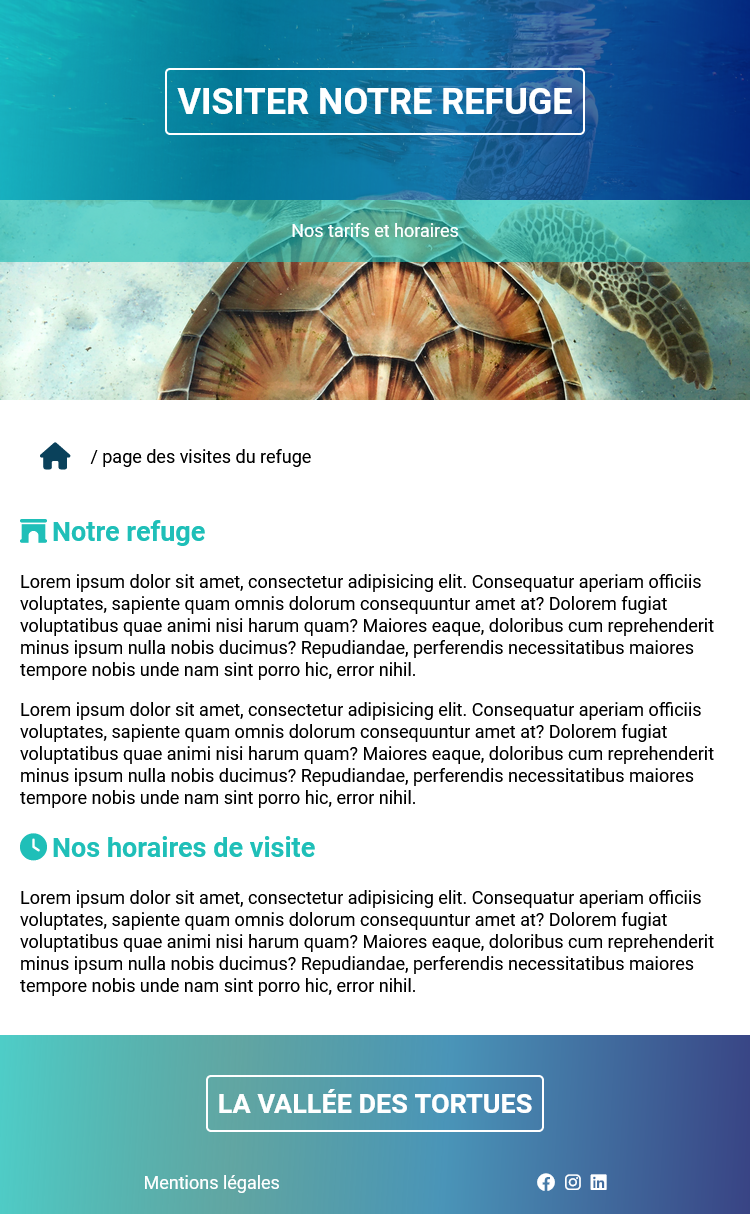 VISITER NOTRE REFUGE
Nos tarifs et horaires
/ page des visites du refuge
Notre refuge
Lorem ipsum dolor sit amet, consectetur adipisicing elit. Consequatur aperiam officiis
voluptates, sapiente quam omnis dolorum consequuntur amet at? Dolorem fugiat
voluptatibus quae animi nisi harum quam? Maiores eaque, doloribus cum reprehenderit
minus ipsum nulla nobis ducimus? Repudiandae, perferendis necessitatibus maiores
tempore nobis unde nam sint porro hic, error nihil.
Lorem ipsum dolor sit amet, consectetur adipisicing elit. Consequatur aperiam officiis
voluptates, sapiente quam omnis dolorum consequuntur amet at? Dolorem fugiat
voluptatibus quae animi nisi harum quam? Maiores eaque, doloribus cum reprehenderit
minus ipsum nulla nobis ducimus? Repudiandae, perferendis necessitatibus maiores
tempore nobis unde nam sint porro hic, error nihil.
Nos horaires de visite
Lorem ipsum dolor sit amet, consectetur adipisicing elit. Consequatur aperiam officiis
voluptates, sapiente quam omnis dolorum consequuntur amet at? Dolorem fugiat
voluptatibus quae animi nisi harum quam? Maiores eaque, doloribus cum reprehenderit
minus ipsum nulla nobis ducimus? Repudiandae, perferendis necessitatibus maiores
tempore nobis unde nam sint porro hic, error nihil.
LA VALLÉE DES TORTUES
Mentions légales